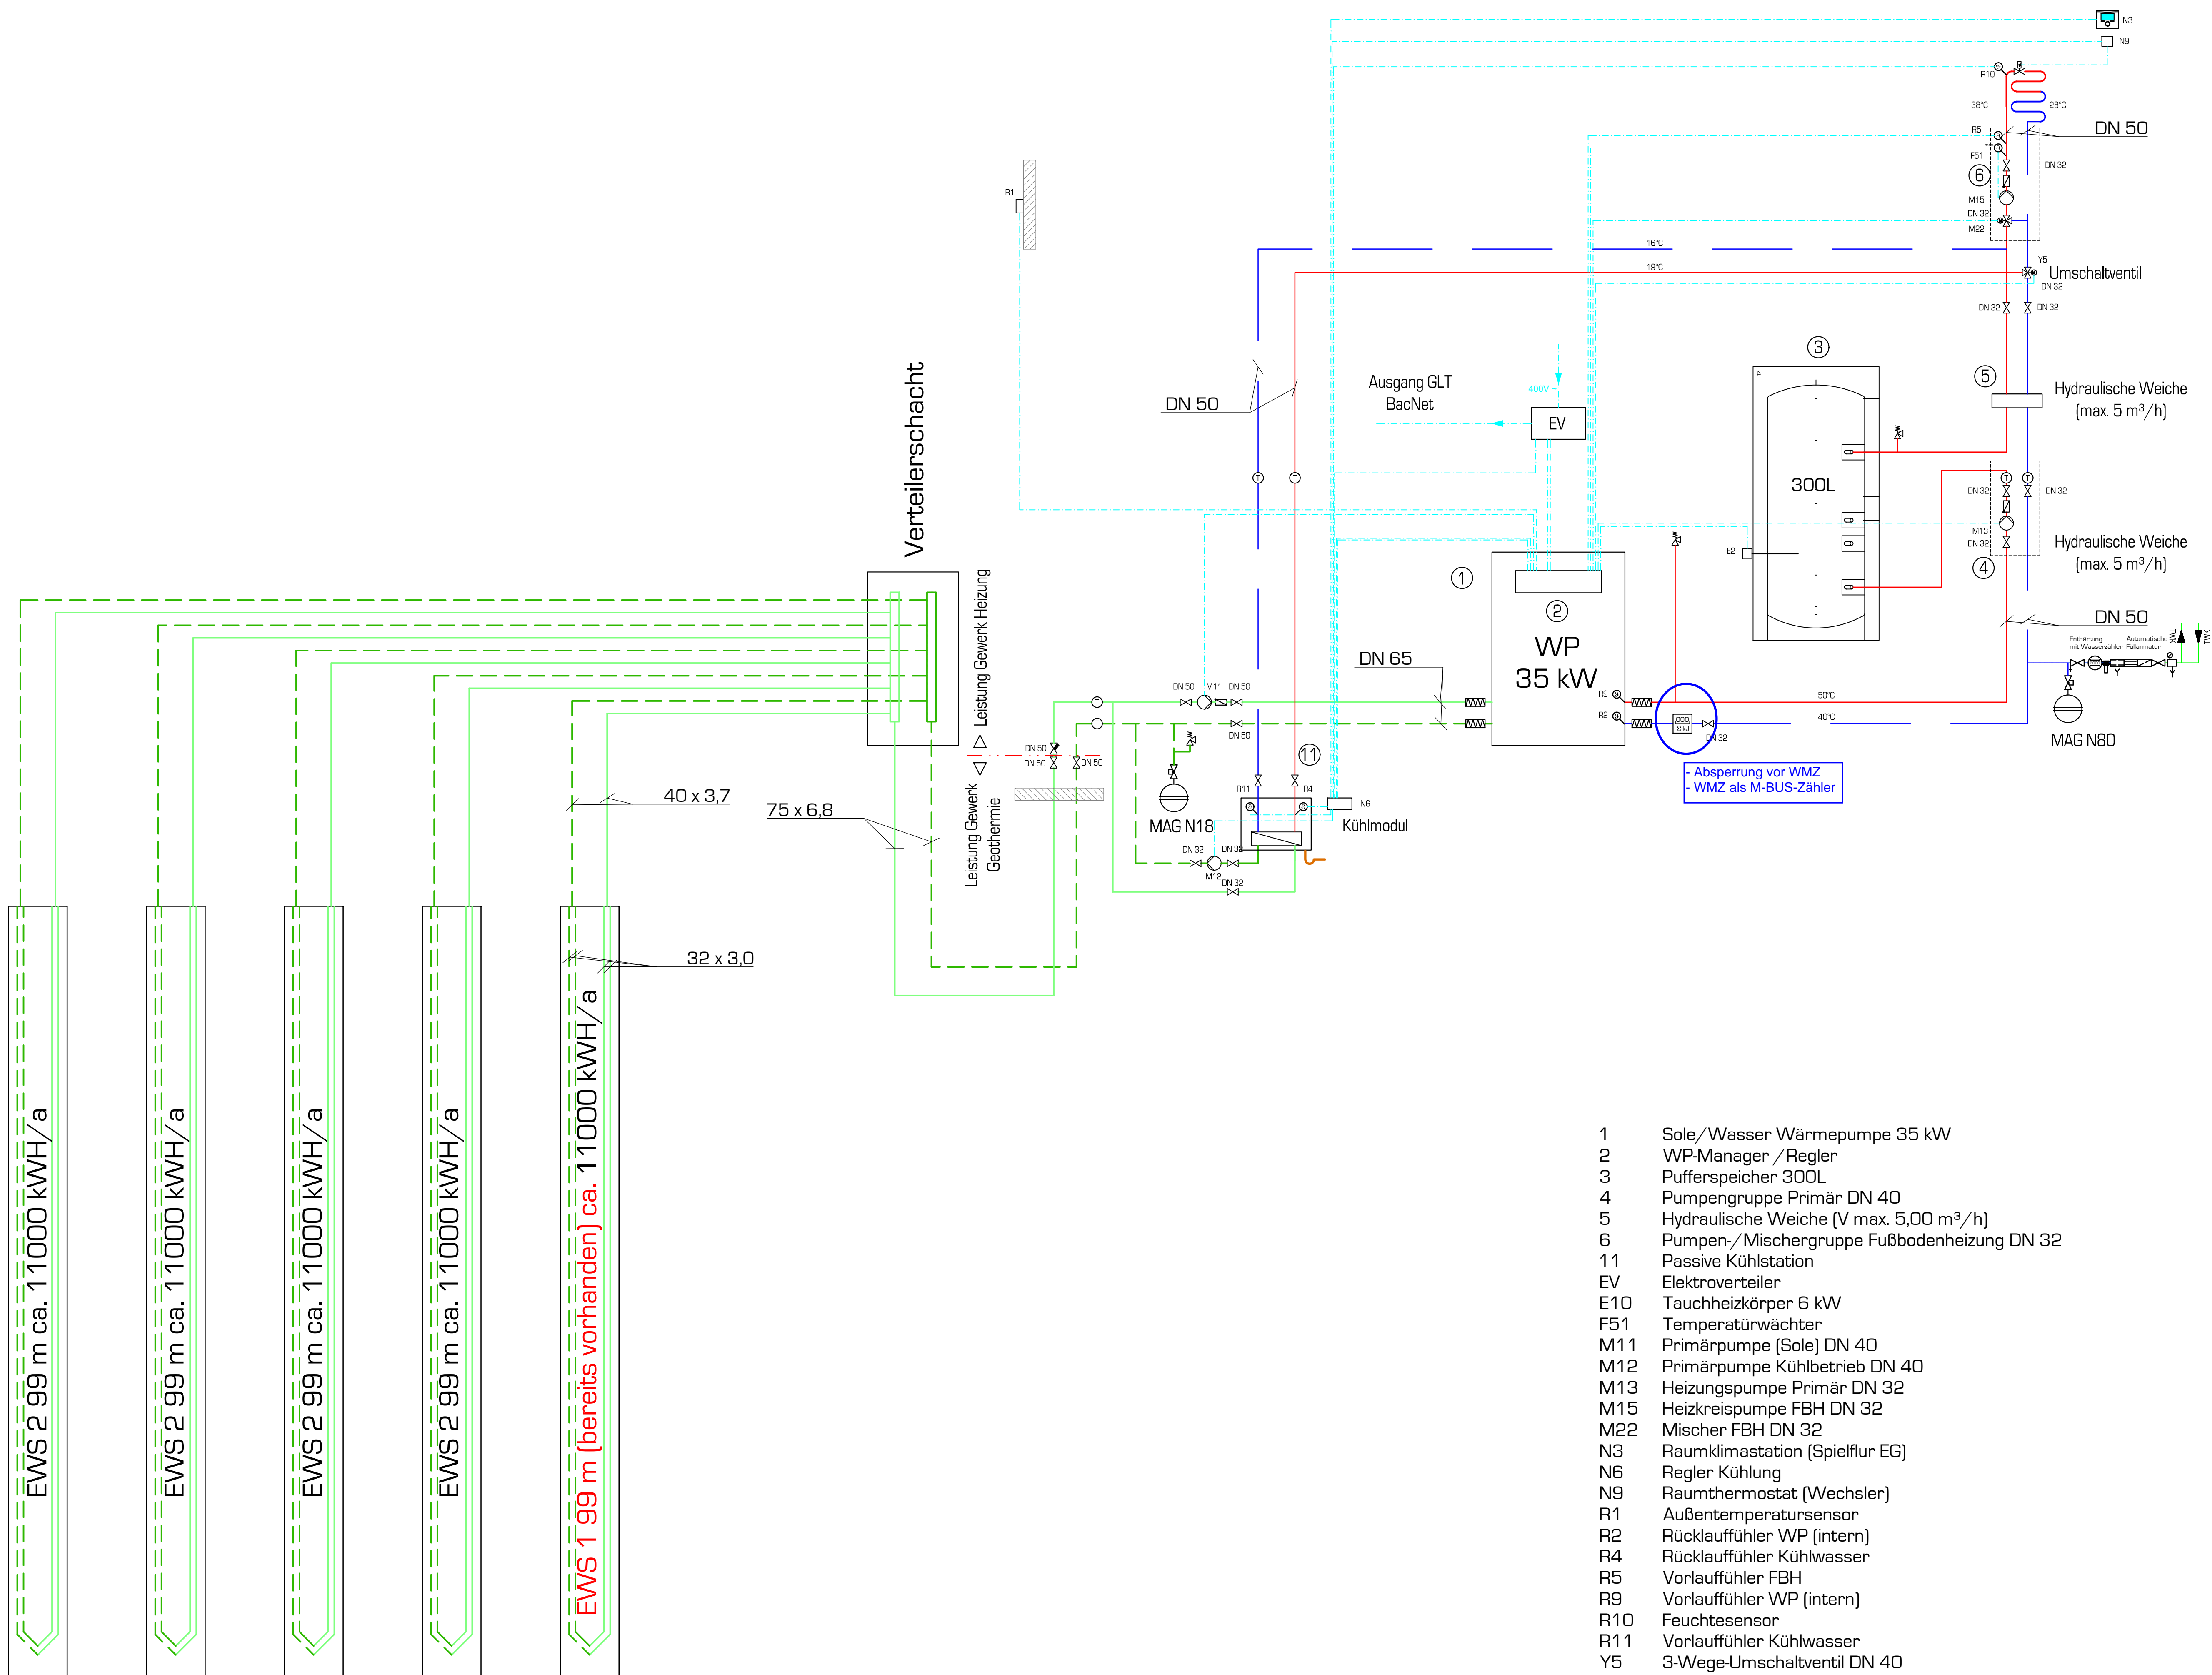 N3
N9
R10
38°C
28°C
R5
DN 50
F51
DN 32
6
M15
DN 32
M22
R1
16°C
19°C
Y5
Umschaltventil
DN 32
DN 32
DN 32
3
5
Hydraulische Weiche
(max. 5 m³/h)
Ausgang GLT
BacNet
400V ~
EV
DN 50
Verteilerschacht
T
T
300L
T
T
DN 32
DN 32
M13
DN 32
E2
Hydraulische Weiche
(max. 5 m³/h)
4
1
2
WP
35 kW
DN 50
Enthärtung
mit Wasserzähler
Automatische
Füllarmatur
TWK
TWK
MAG N80
DN 65
Leistung Gewerk Heizung
Leistung Gewerk
Geothermie
T
T
DN 50
M11
DN 50
DN 50
R9
R2
50°C
40°C
000,
Σ kJ
DN 32
- Absperrung vor WMZ
- WMZ als M-BUS-Zähler
DN 50
DN 50
DN 50
11
R11
R4
N6
Kühlmodul
MAG N18
DN 32
DN 32
M12
DN 32
40 x 3,7
75 x 6,8
32 x 3,0
EWS 2 99 m ca. 11000 kWH/a
EWS 2 99 m ca. 11000 kWH/a
EWS 2 99 m ca. 11000 kWH/a
EWS 2 99 m ca. 11000 kWH/a
EWS 1 99 m (bereits vorhanden) ca. 11000 kWH/a
1 Sole/Wasser Wärmepumpe 35 kW
2 WP-Manager /Regler
3 Pufferspeicher 300L
4 Pumpengruppe Primär DN 40
5 Hydraulische Weiche (V max. 5,00 m³/h)
6 Pumpen-/Mischergruppe Fußbodenheizung DN 32
11 Passive Kühlstation
EV Elektroverteiler
E10 Tauchheizkörper 6 kW
F51 Temperatürwächter
M11 Primärpumpe (Sole) DN 40
M12 Primärpumpe Kühlbetrieb DN 40
M13 Heizungspumpe Primär DN 32
M15 Heizkreispumpe FBH DN 32
M22 Mischer FBH DN 32
N3 Raumklimastation (Spielflur EG)
N6 Regler Kühlung
N9 Raumthermostat (Wechsler)
R1 Außentemperatursensor
R2 Rücklauffühler WP (intern)
R4 Rücklauffühler Kühlwasser
R5 Vorlauffühler FBH
R9 Vorlauffühler WP (intern)
R10 Feuchtesensor
R11 Vorlauffühler Kühlwasser
Y5 3-Wege-Umschaltventil DN 40